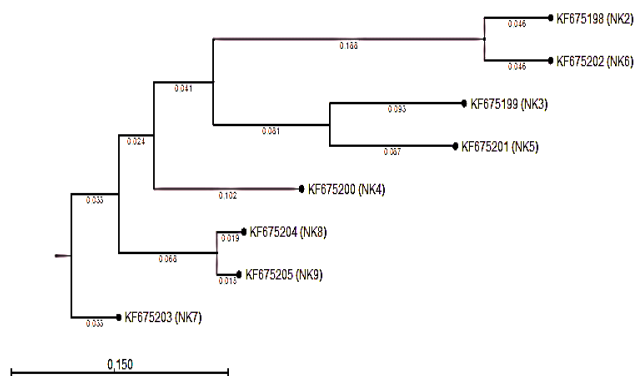 0.046
KF675198 (NK2)
0.188
0.046
KF675202 (NK6)
0.041
0.093
KF675199 (NK3)
0.081
0.087
KF675201 (NK5)
0.024
0.102
KF675200 (NK4)
0.033
0.019
KF675204 (NK8)
0.068
0.018
KF675205 (NK9)
0.033
KF675203 (NK7)
0,150